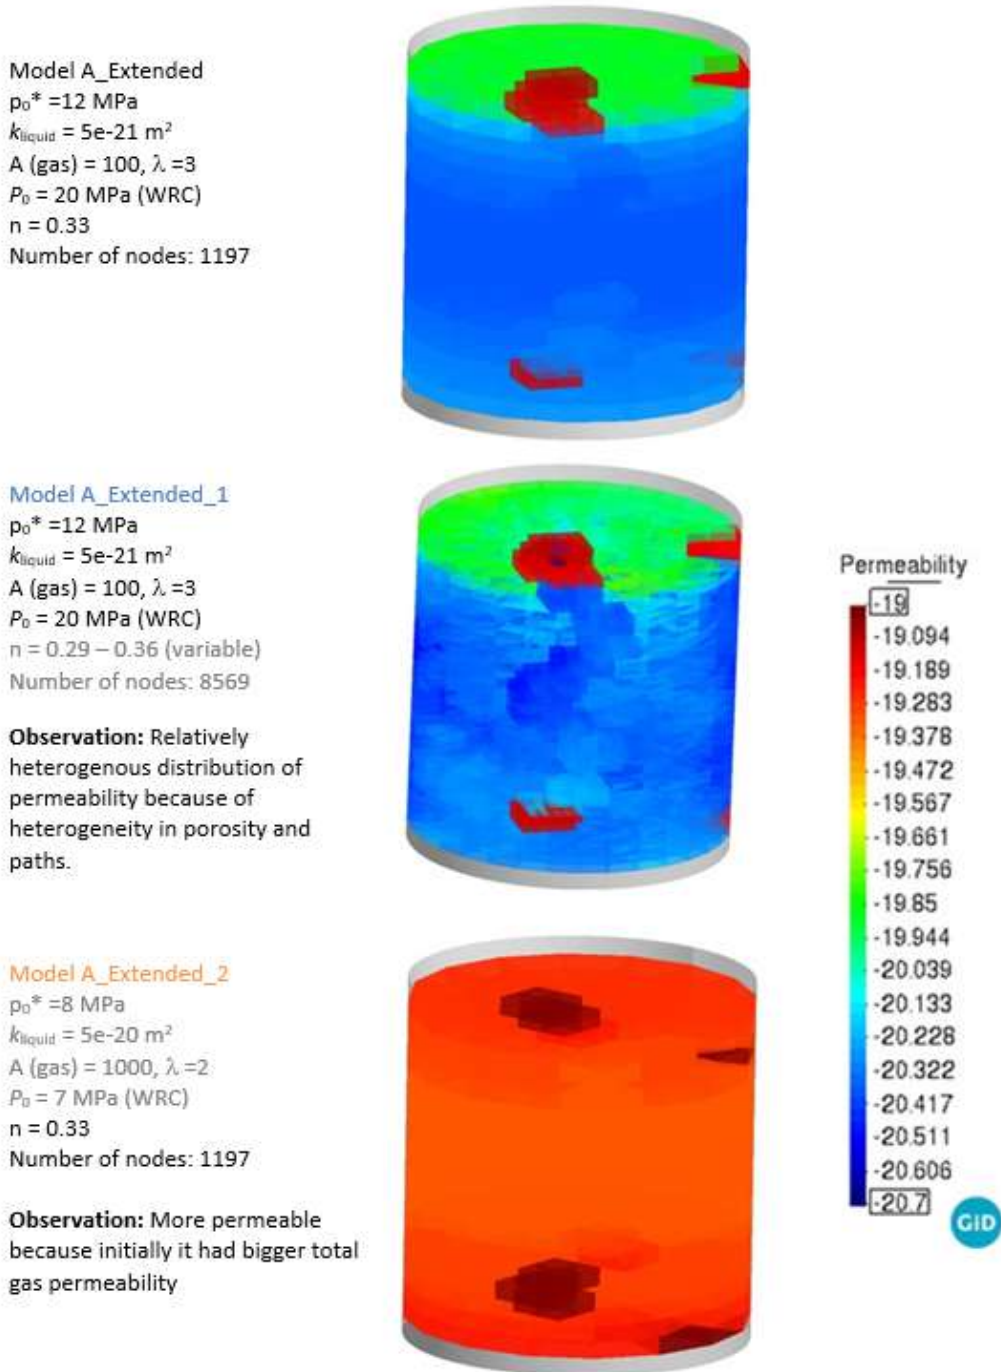 Model A_Extended
p₀* =12 MPa
kliquid = 5e-21 m²
A (gas) = 100, λ =3
P₀ = 20 MPa (WRC)
n = 0.33
Number of nodes: 1197
Model A_Extended_1
p₀* =12 MPa
kliquid = 5e-21 m²
A (gas) = 100, λ =3
P₀ = 20 MPa (WRC)
n = 0.29 – 0.36 (variable)
Number of nodes: 8569
Observation: Relatively
heterogenous distribution of
permeability because of
heterogeneity in porosity and
paths.
Model A_Extended_2
p₀* =8 MPa
kliquid = 5e-20 m²
A (gas) = 1000, λ =2
P₀ = 7 MPa (WRC)
n = 0.33
Number of nodes: 1197
Observation: More permeable
because initially it had bigger total
gas permeability
Permeability
-19
-19.094
-19.189
-19.283
-19.378
-19.472
-19.567
-19.661
-19.756
-19.85
-19.944
-20.039
-20.133
-20.228
-20.322
-20.417
-20.511
-20.606
-20.7
GiD